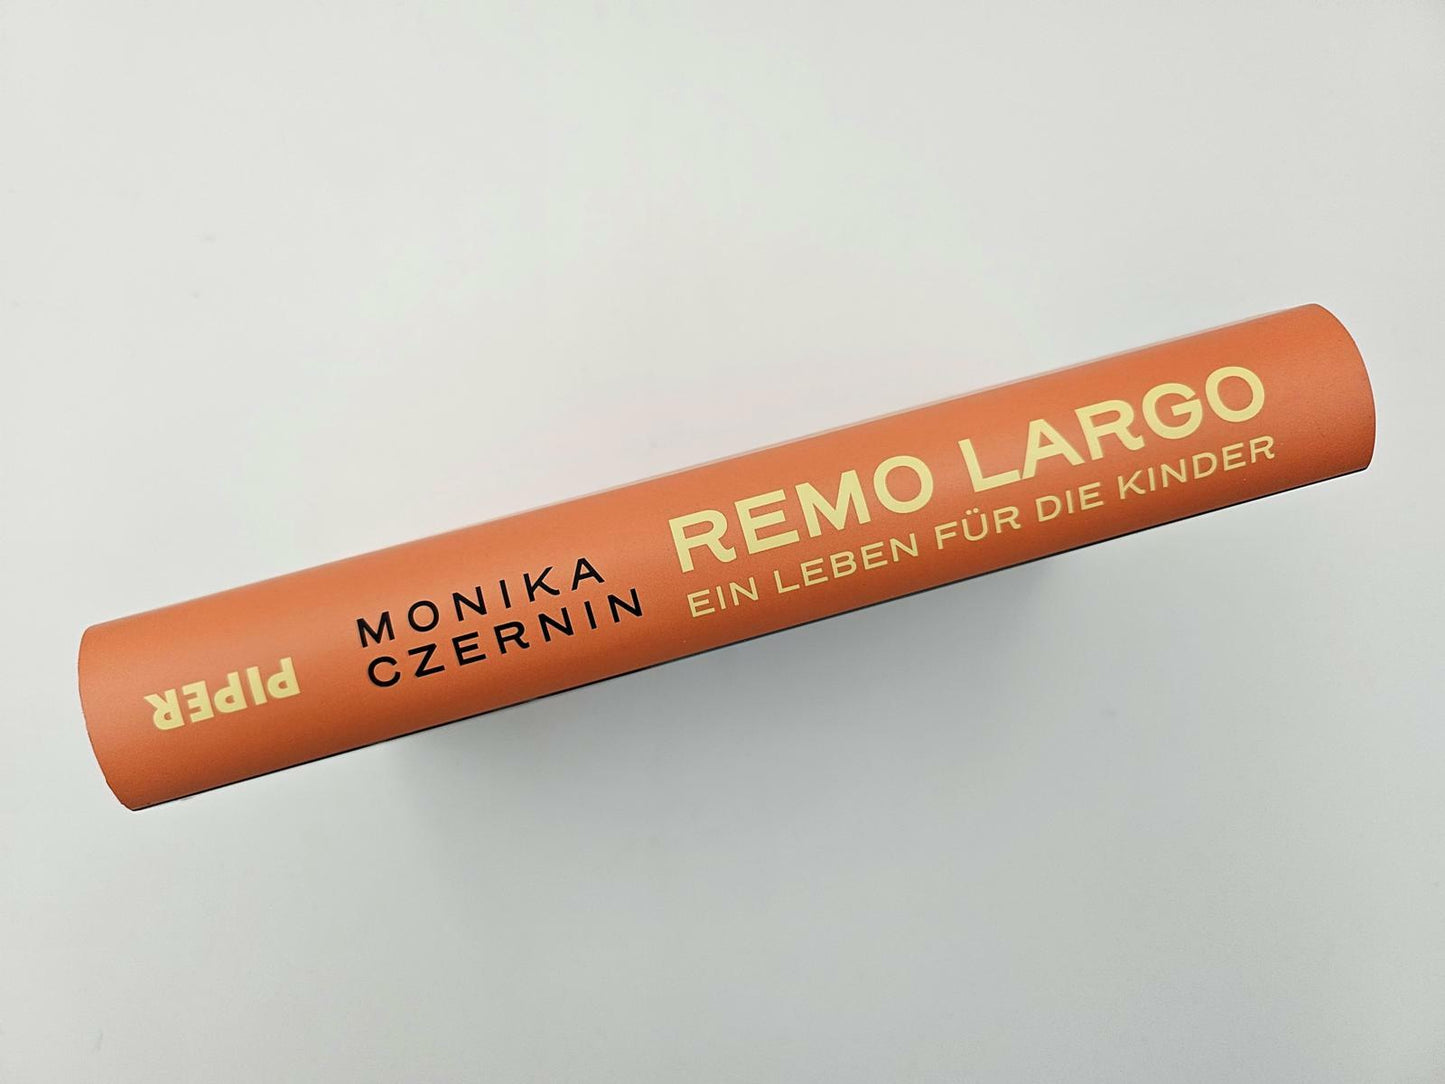 MONIKA
CZERNIN
REMO LARGO
EIN LEBEN FÜR DIE KINDER
PIPER